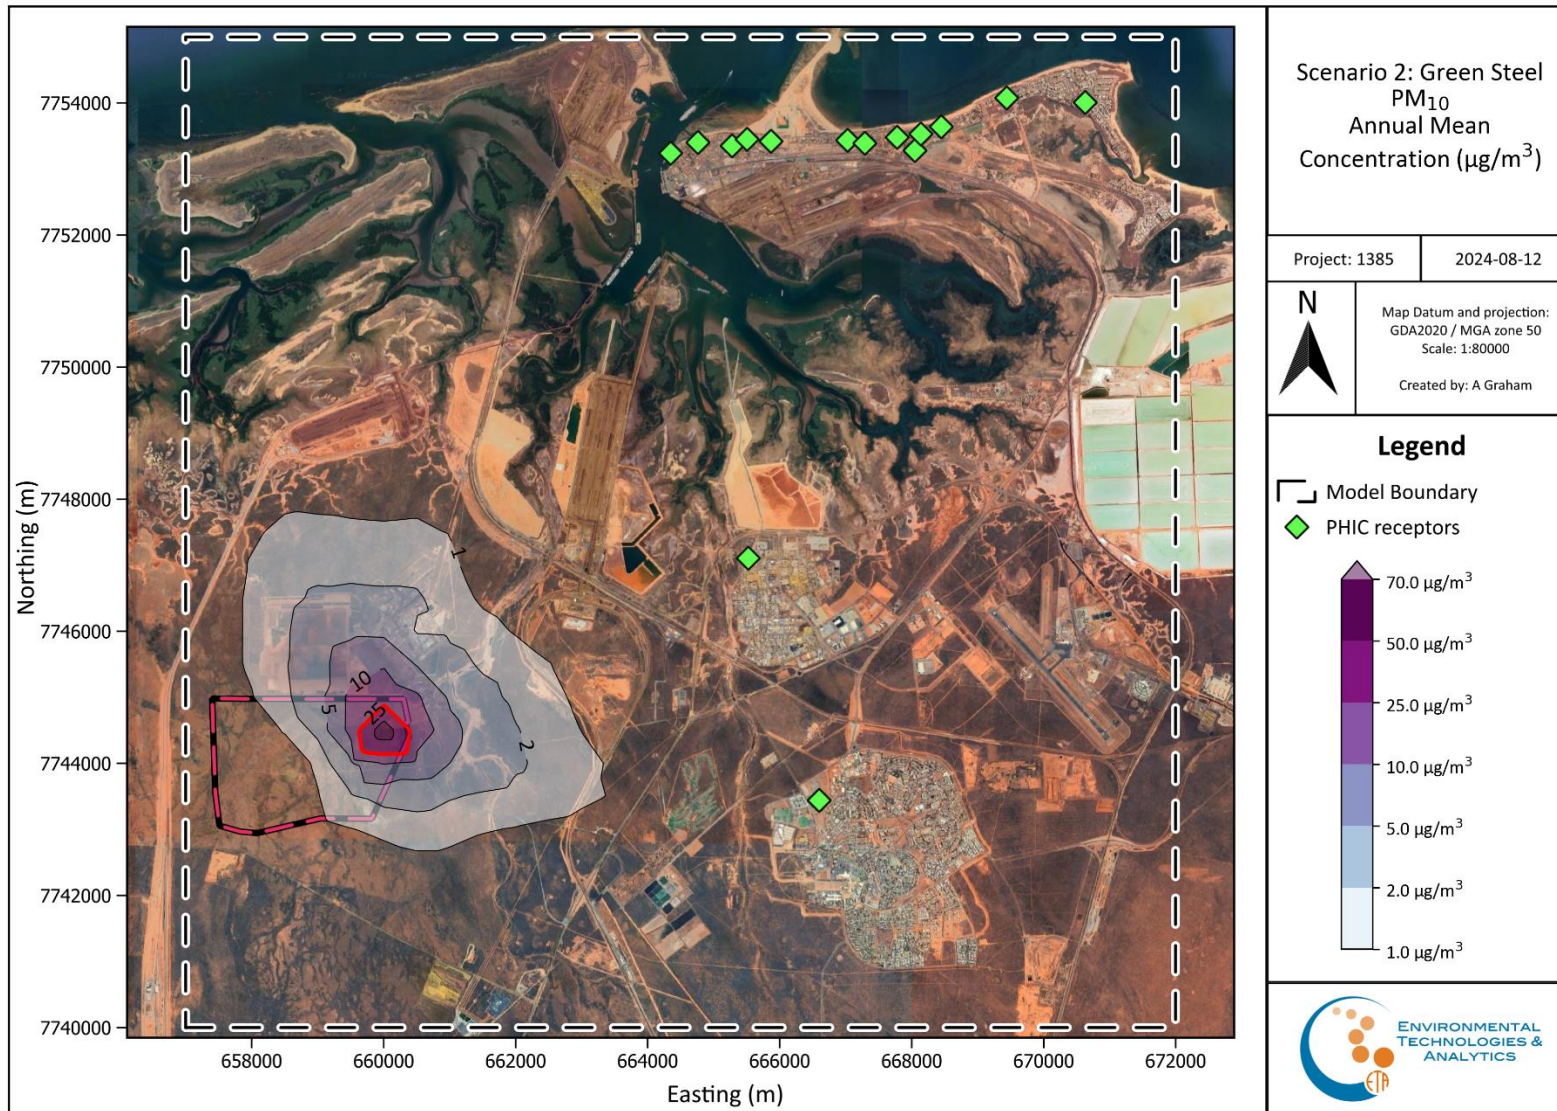 Scenario 2: Green Steel
PM10
Annual Mean
Concentration (µg/m³)
Project: 1385
2024-08-12
N
Map Datum and projection:
GDA2020 / MGA zone 50
Scale: 1:80000
Created by: A Graham
Legend
Model Boundary
PHIC receptors
70.0 µg/m³
50.0 µg/m³
25.0 µg/m³
10.0 µg/m³
5.0 µg/m³
2.0 µg/m³
1.0 µg/m³
ENVIRONMENTAL
TECHNOLOGIES &
ANALYTICS
ETA
Northing (m)
7754000
7752000
7750000
7748000
7746000
7744000
7742000
7740000
1
10
5
25
2
658000
660000
662000
664000
666000
668000
670000
672000
Easting (m)